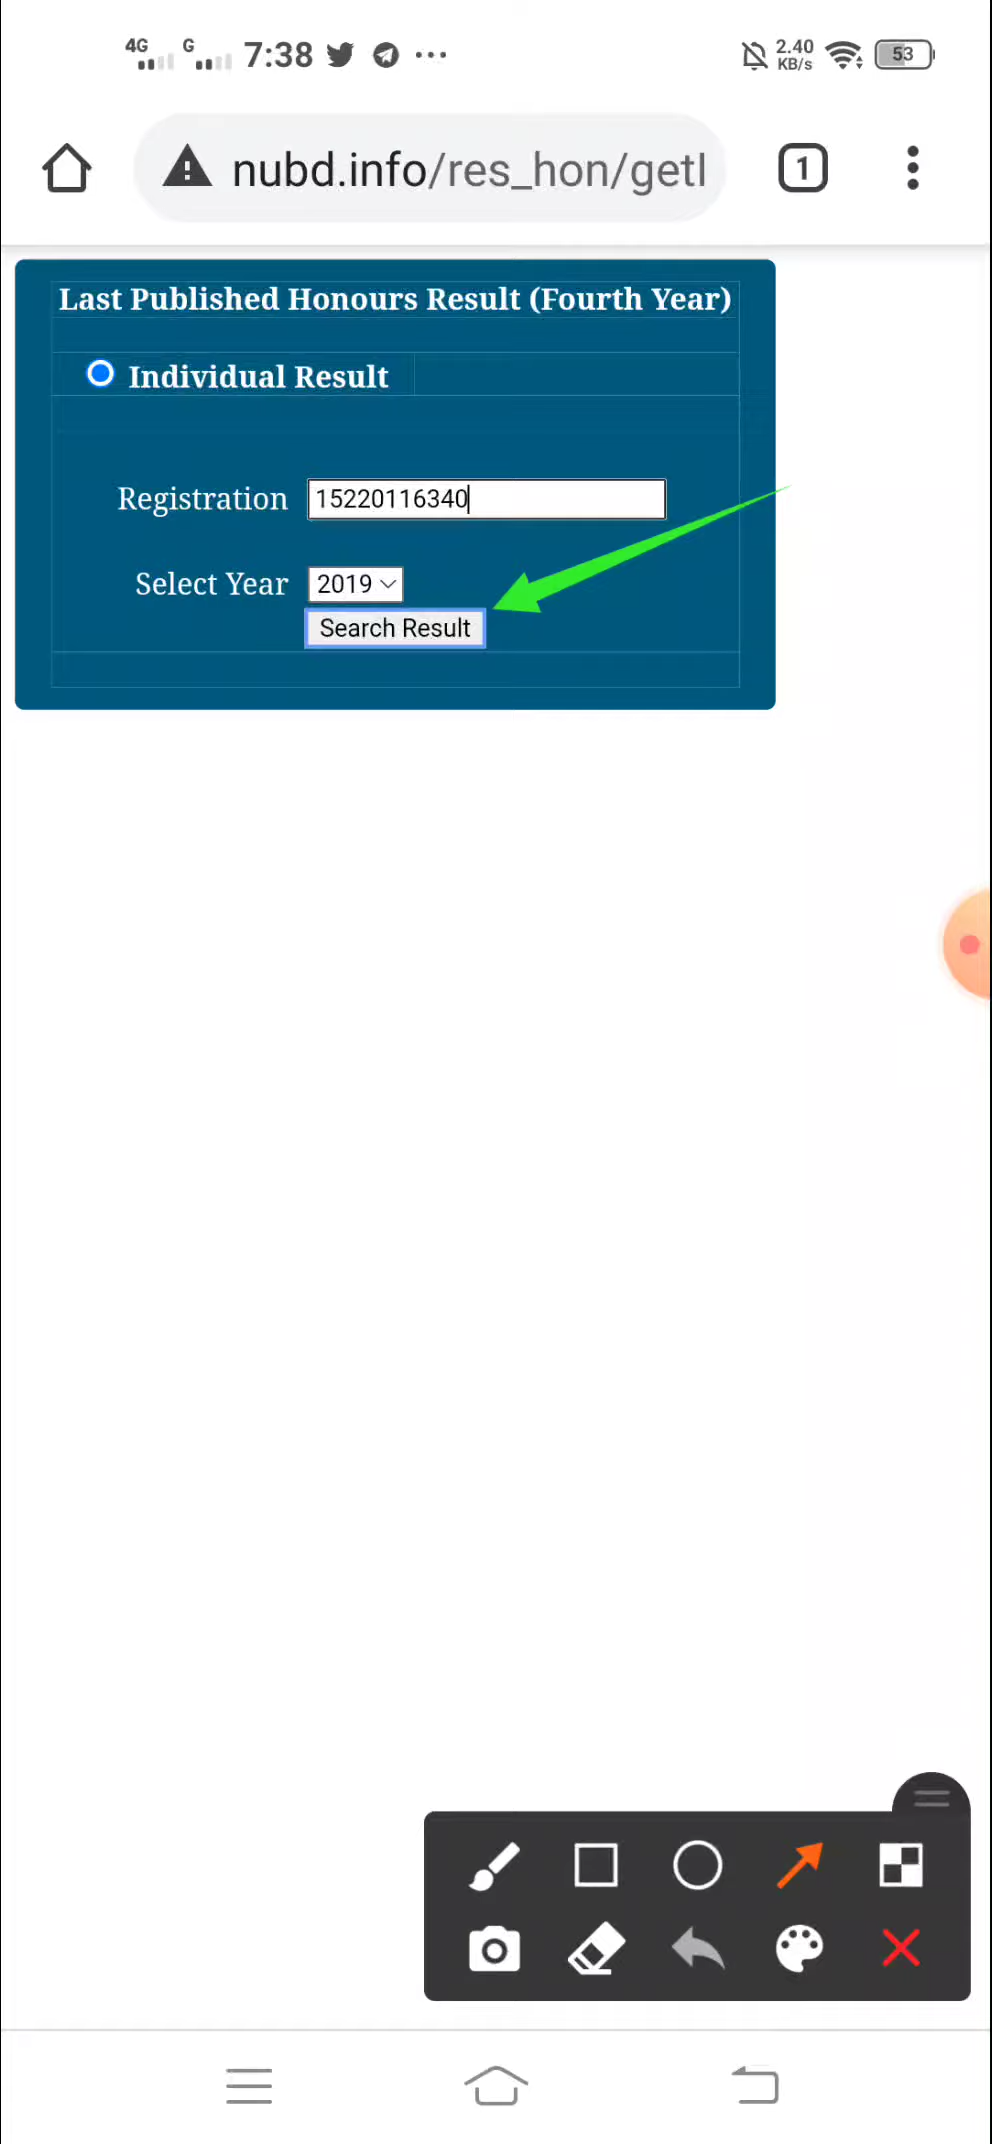 4G G 7:38 2.40 KB/s 53
nubd.info/res_hon/getI 1
Last Published Honours Result (Fourth Year)
Individual Result
Registration 15220116340
Select Year 2019
Search Result